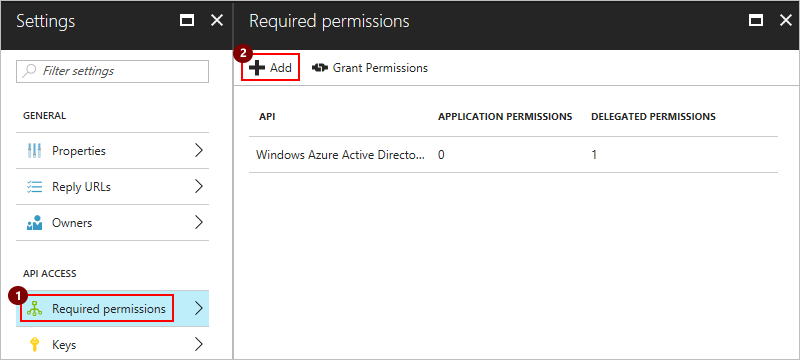 Settings
Filter settings
GENERAL
Properties
Reply URLs
Owners
API ACCESS
1
Required permissions
Keys
Required permissions
2
Add Grant Permissions
API APPLICATION PERMISSIONS DELEGATED PERMISSIONS
Windows Azure Active Directo... 0 1